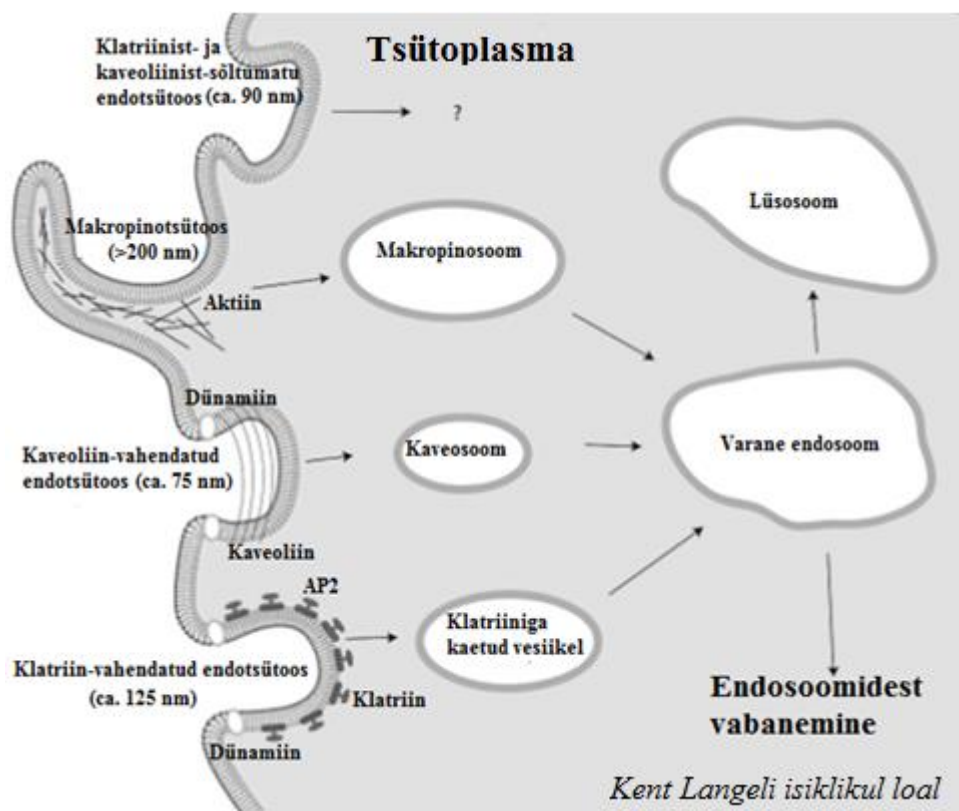 Klatriinist- ja
kaveoliinist-sõltumatu
endotsütoos (ca. 90 nm)
Tsütoplasma
?
Lüsosoom
Makropinotsütoos
(>200 nm)
Makropinosoom
Aktiin
Dünamiin
Kaveoliin-vahendatud
endotsütoos (ca. 75 nm)
Kaveosoom
Varane endosoom
Kaveoliin
AP2
Klatriiniga
kaetud vesiikel
Klatriin-vahendatud endotsütoos
(ca. 125 nm)
Klatriin
Dünamiin
Endosoomidest
vabanemine
Kent Langeli isiklikul loal